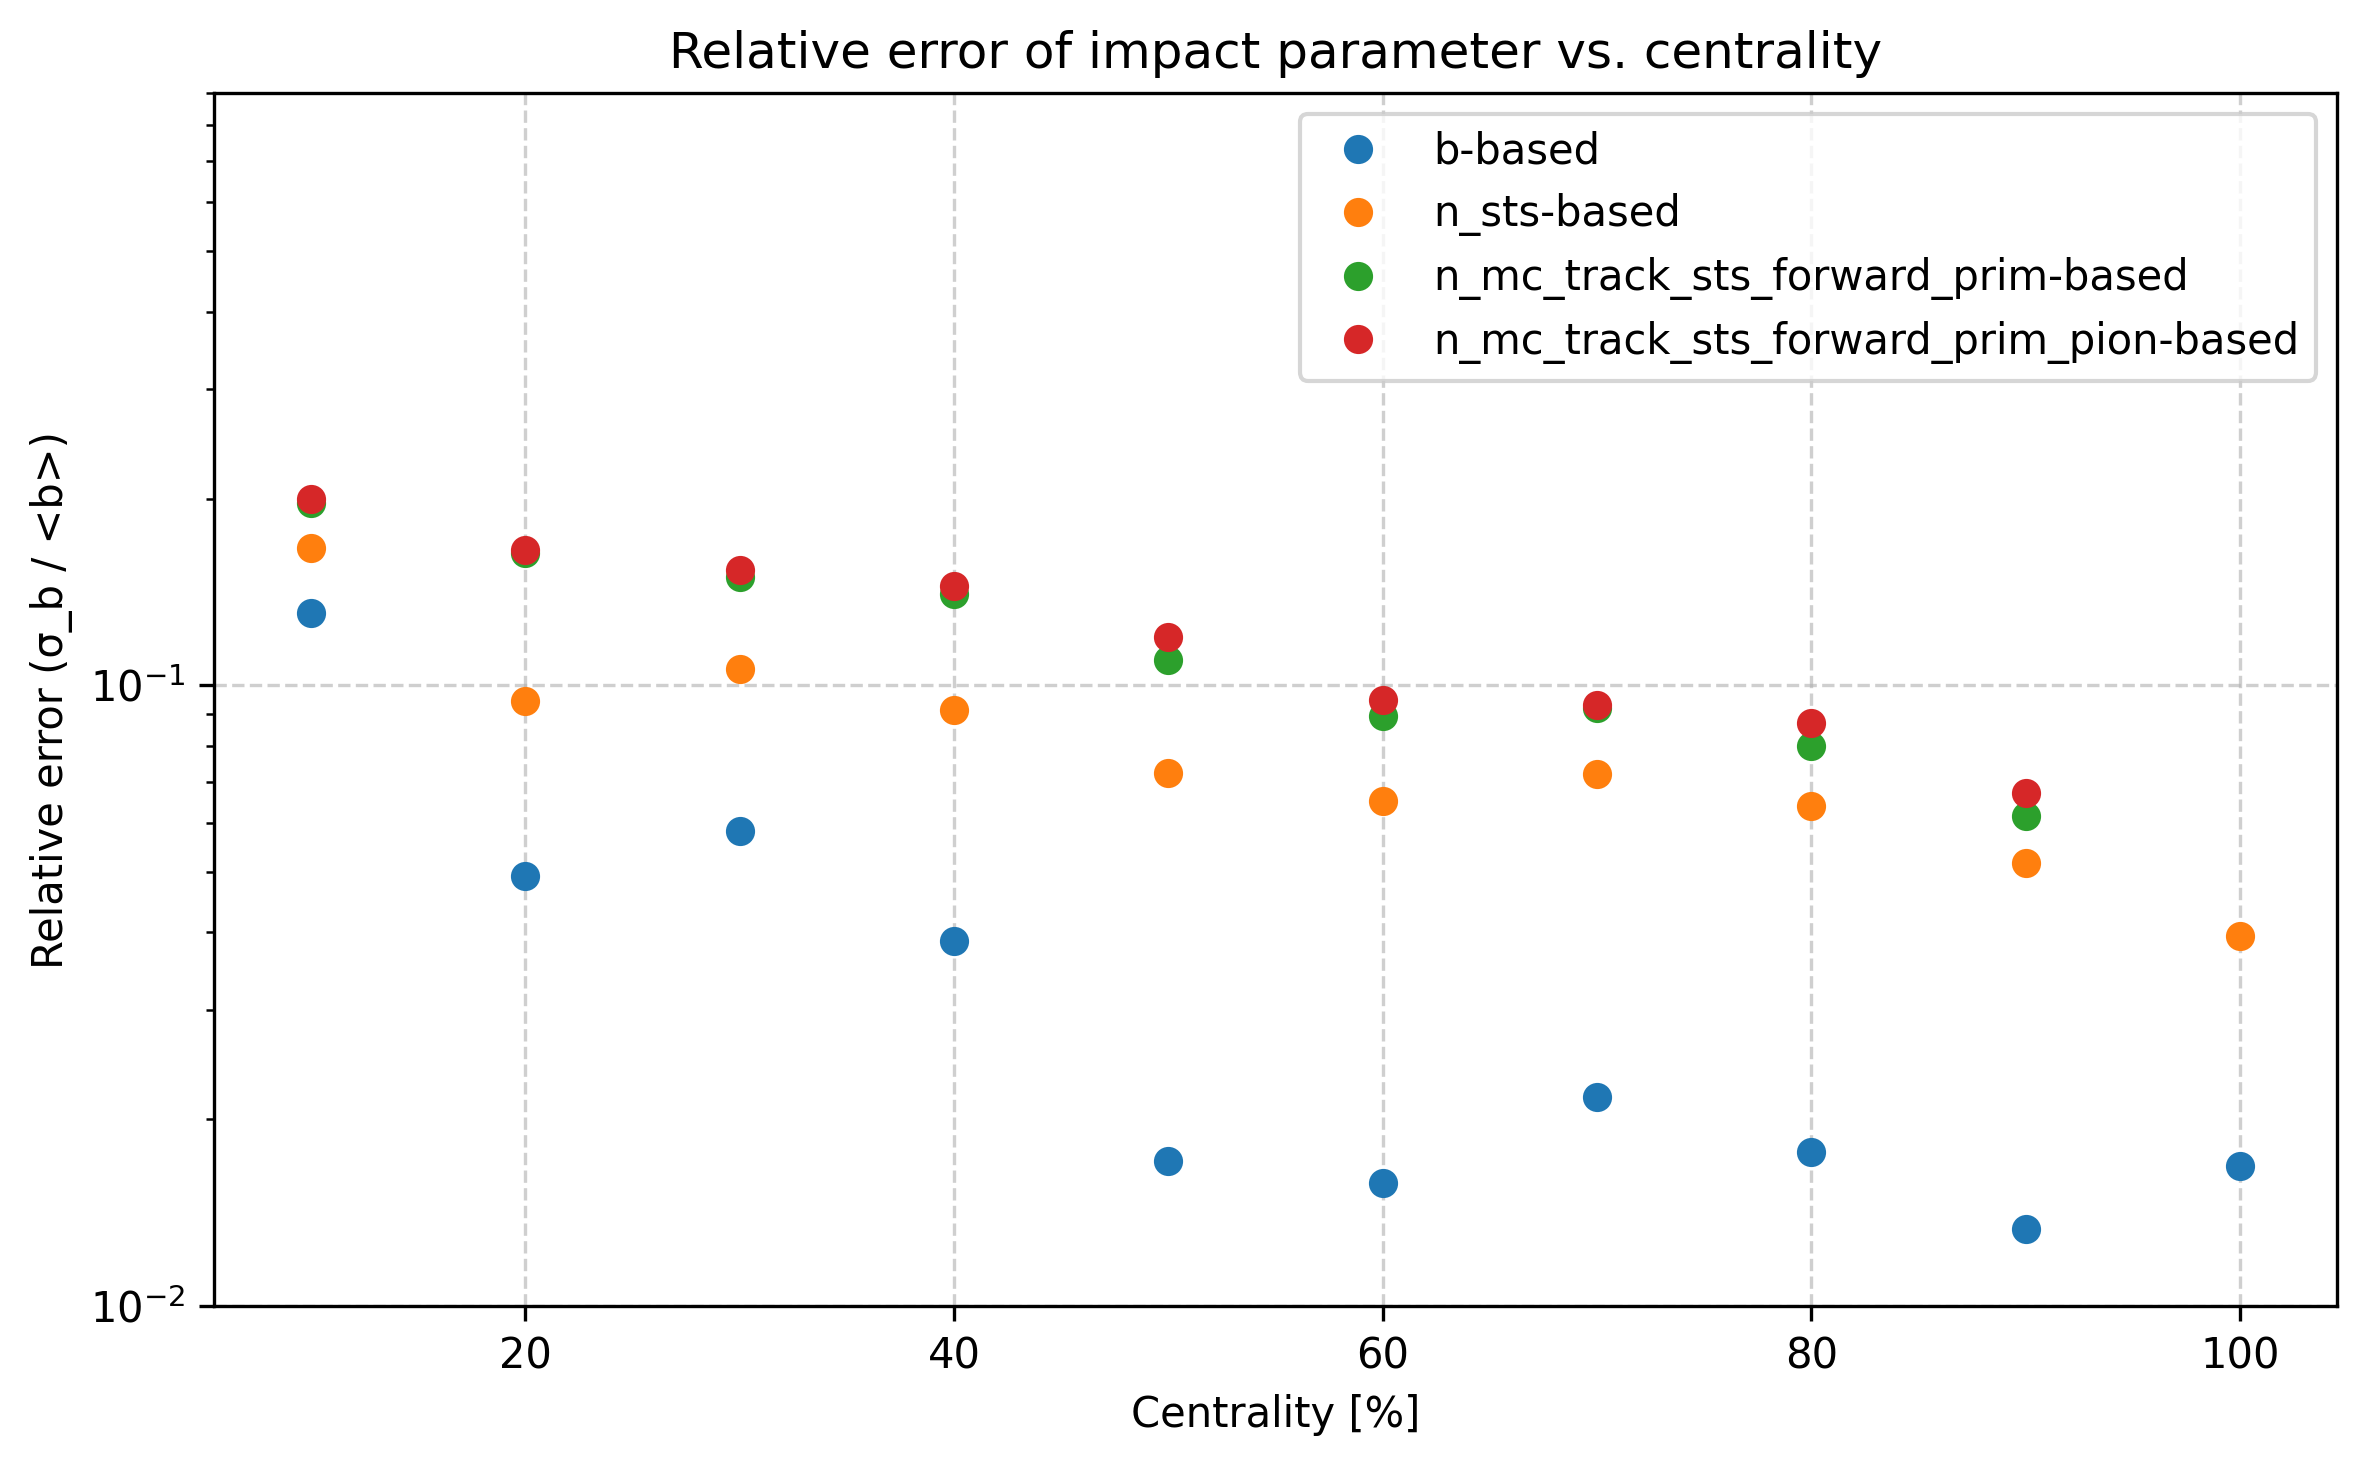 Relative error of impact parameter vs. centrality
b-based
n_sts-based
n_mc_track_sts_forward_prim-based
n_mc_track_sts_forward_prim_pion-based
Relative error (σ_b / <b>)
10⁻¹
10⁻²
20 40 60 80 100
Centrality [%]